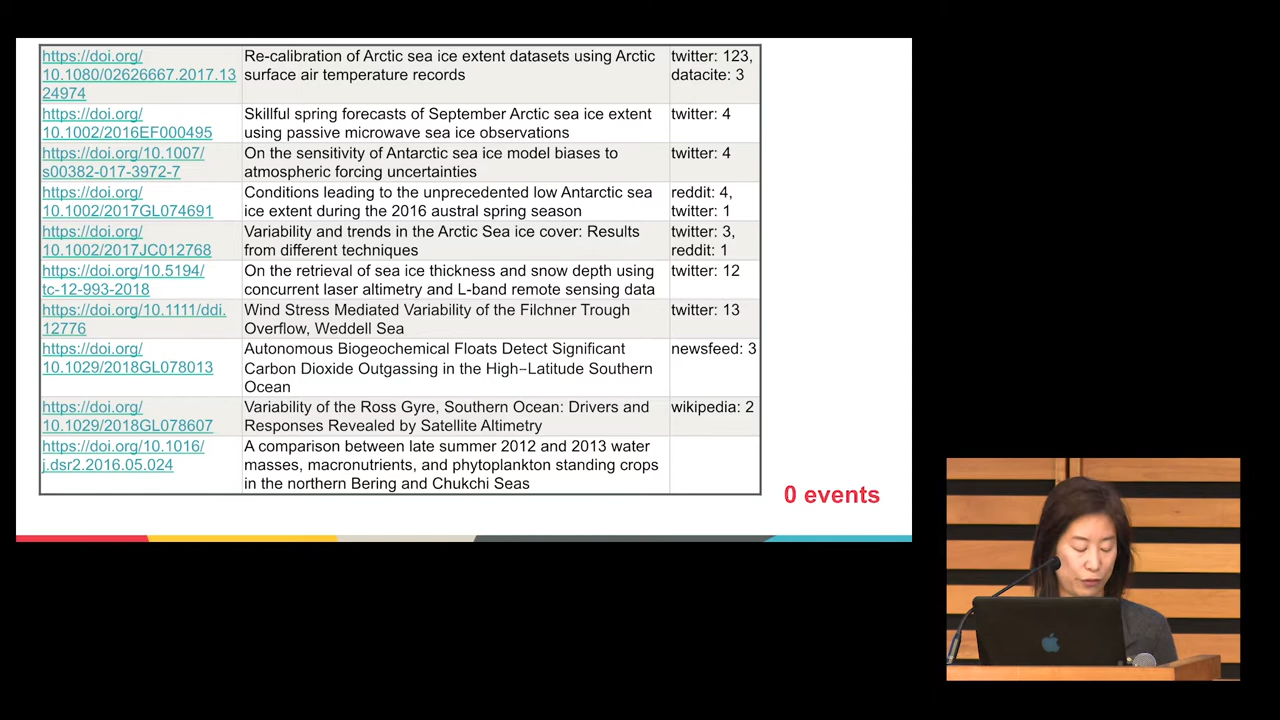 https://doi.org/
10.1080/02626667.2017.13
24974
Re-calibration of Arctic sea ice extent datasets using Arctic
surface air temperature records
twitter: 123,
datacite: 3
https://doi.org/
10.1002/2016EF000495
Skillful spring forecasts of September Arctic sea ice extent
using passive microwave sea ice observations
twitter: 4
https://doi.org/10.1007/
s00382-017-3972-7
On the sensitivity of Antarctic sea ice model biases to
atmospheric forcing uncertainties
twitter: 4
https://doi.org/
10.1002/2017GL074691
Conditions leading to the unprecedented low Antarctic sea
ice extent during the 2016 austral spring season
reddit: 4,
twitter: 1
https://doi.org/
10.1002/2017JC012768
Variability and trends in the Arctic Sea ice cover: Results
from different techniques
twitter: 3,
reddit: 1
https://doi.org/10.5194/
tc-12-993-2018
On the retrieval of sea ice thickness and snow depth using
concurrent laser altimetry and L-band remote sensing data
twitter: 12
https://doi.org/10.1111/ddi.
12776
Wind Stress Mediated Variability of the Filchner Trough
Overflow, Weddell Sea
twitter: 13
https://doi.org/
10.1029/2018GL078013
Autonomous Biogeochemical Floats Detect Significant
Carbon Dioxide Outgassing in the High−Latitude Southern
Ocean
newsfeed: 3
https://doi.org/
10.1029/2018GL078607
Variability of the Ross Gyre, Southern Ocean: Drivers and
Responses Revealed by Satellite Altimetry
wikipedia: 2
https://doi.org/10.1016/
j.dsr2.2016.05.024
A comparison between late summer 2012 and 2013 water
masses, macronutrients, and phytoplankton standing crops
in the northern Bering and Chukchi Seas
0 events